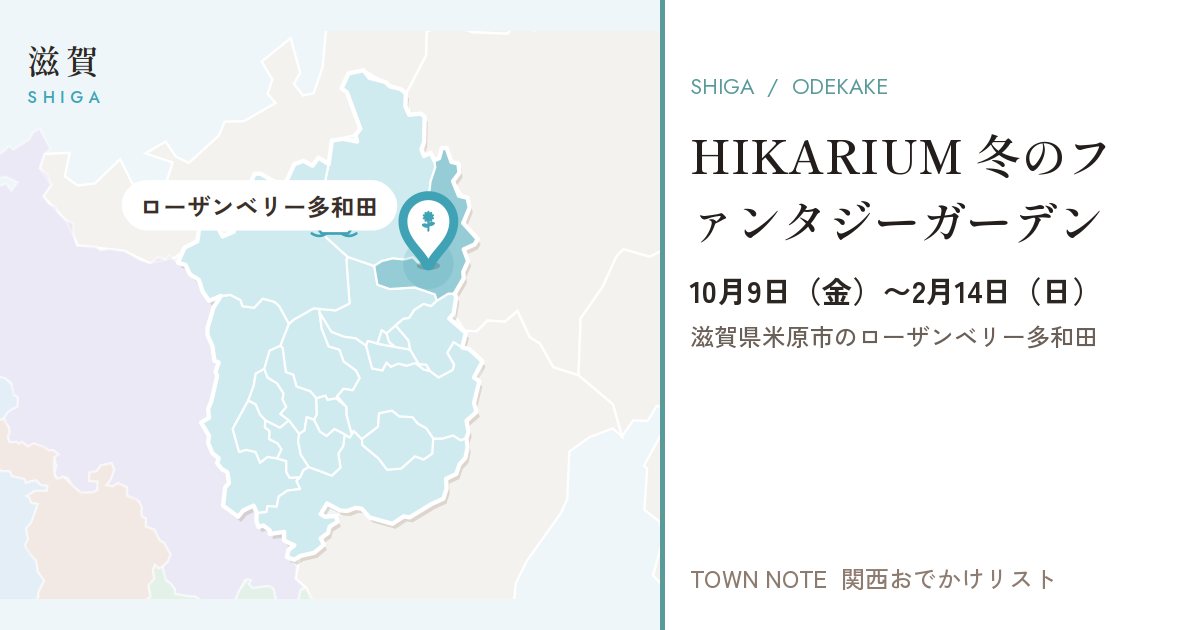 滋賀
SHIGA
ローザンベリー多和田
SHIGA / ODEKAKE
HIKARIUM 冬のフ
ァンタジーガーデン
10月9日（金）〜2月14日（日）
滋賀県米原市のローザンベリー多和田
TOWN NOTE 関西おでかけリスト